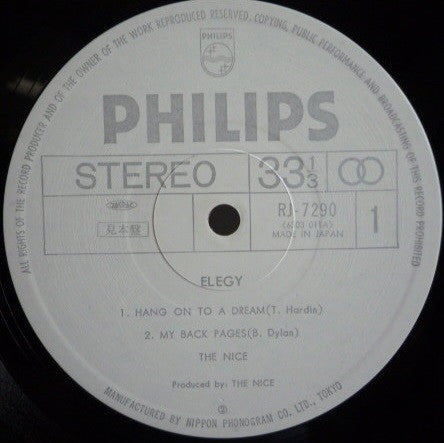 ALL RIGHTS OF THE RECORD PRODUCER AND OF THE OWNER OF THE WORK REPRODUCED RESERVED. COPYING, PUBLIC PERFORMANCE AND BROADCASTING OF THIS RECORD PROHIBITED
PHILIPS
PHILIPS
STEREO 33 1/3
RJ-7290
見本盤
MADE IN JAPAN
1
ELEGY
1. HANG ON TO A DREAM(T. Hardin)
2. MY BACK PAGES(B. Dylan)
THE NICE
Produced by: THE NICE
Ⓟ
MANUFACTURED BY NIPPON PHONOGRAM CO. LTD., TOKYO